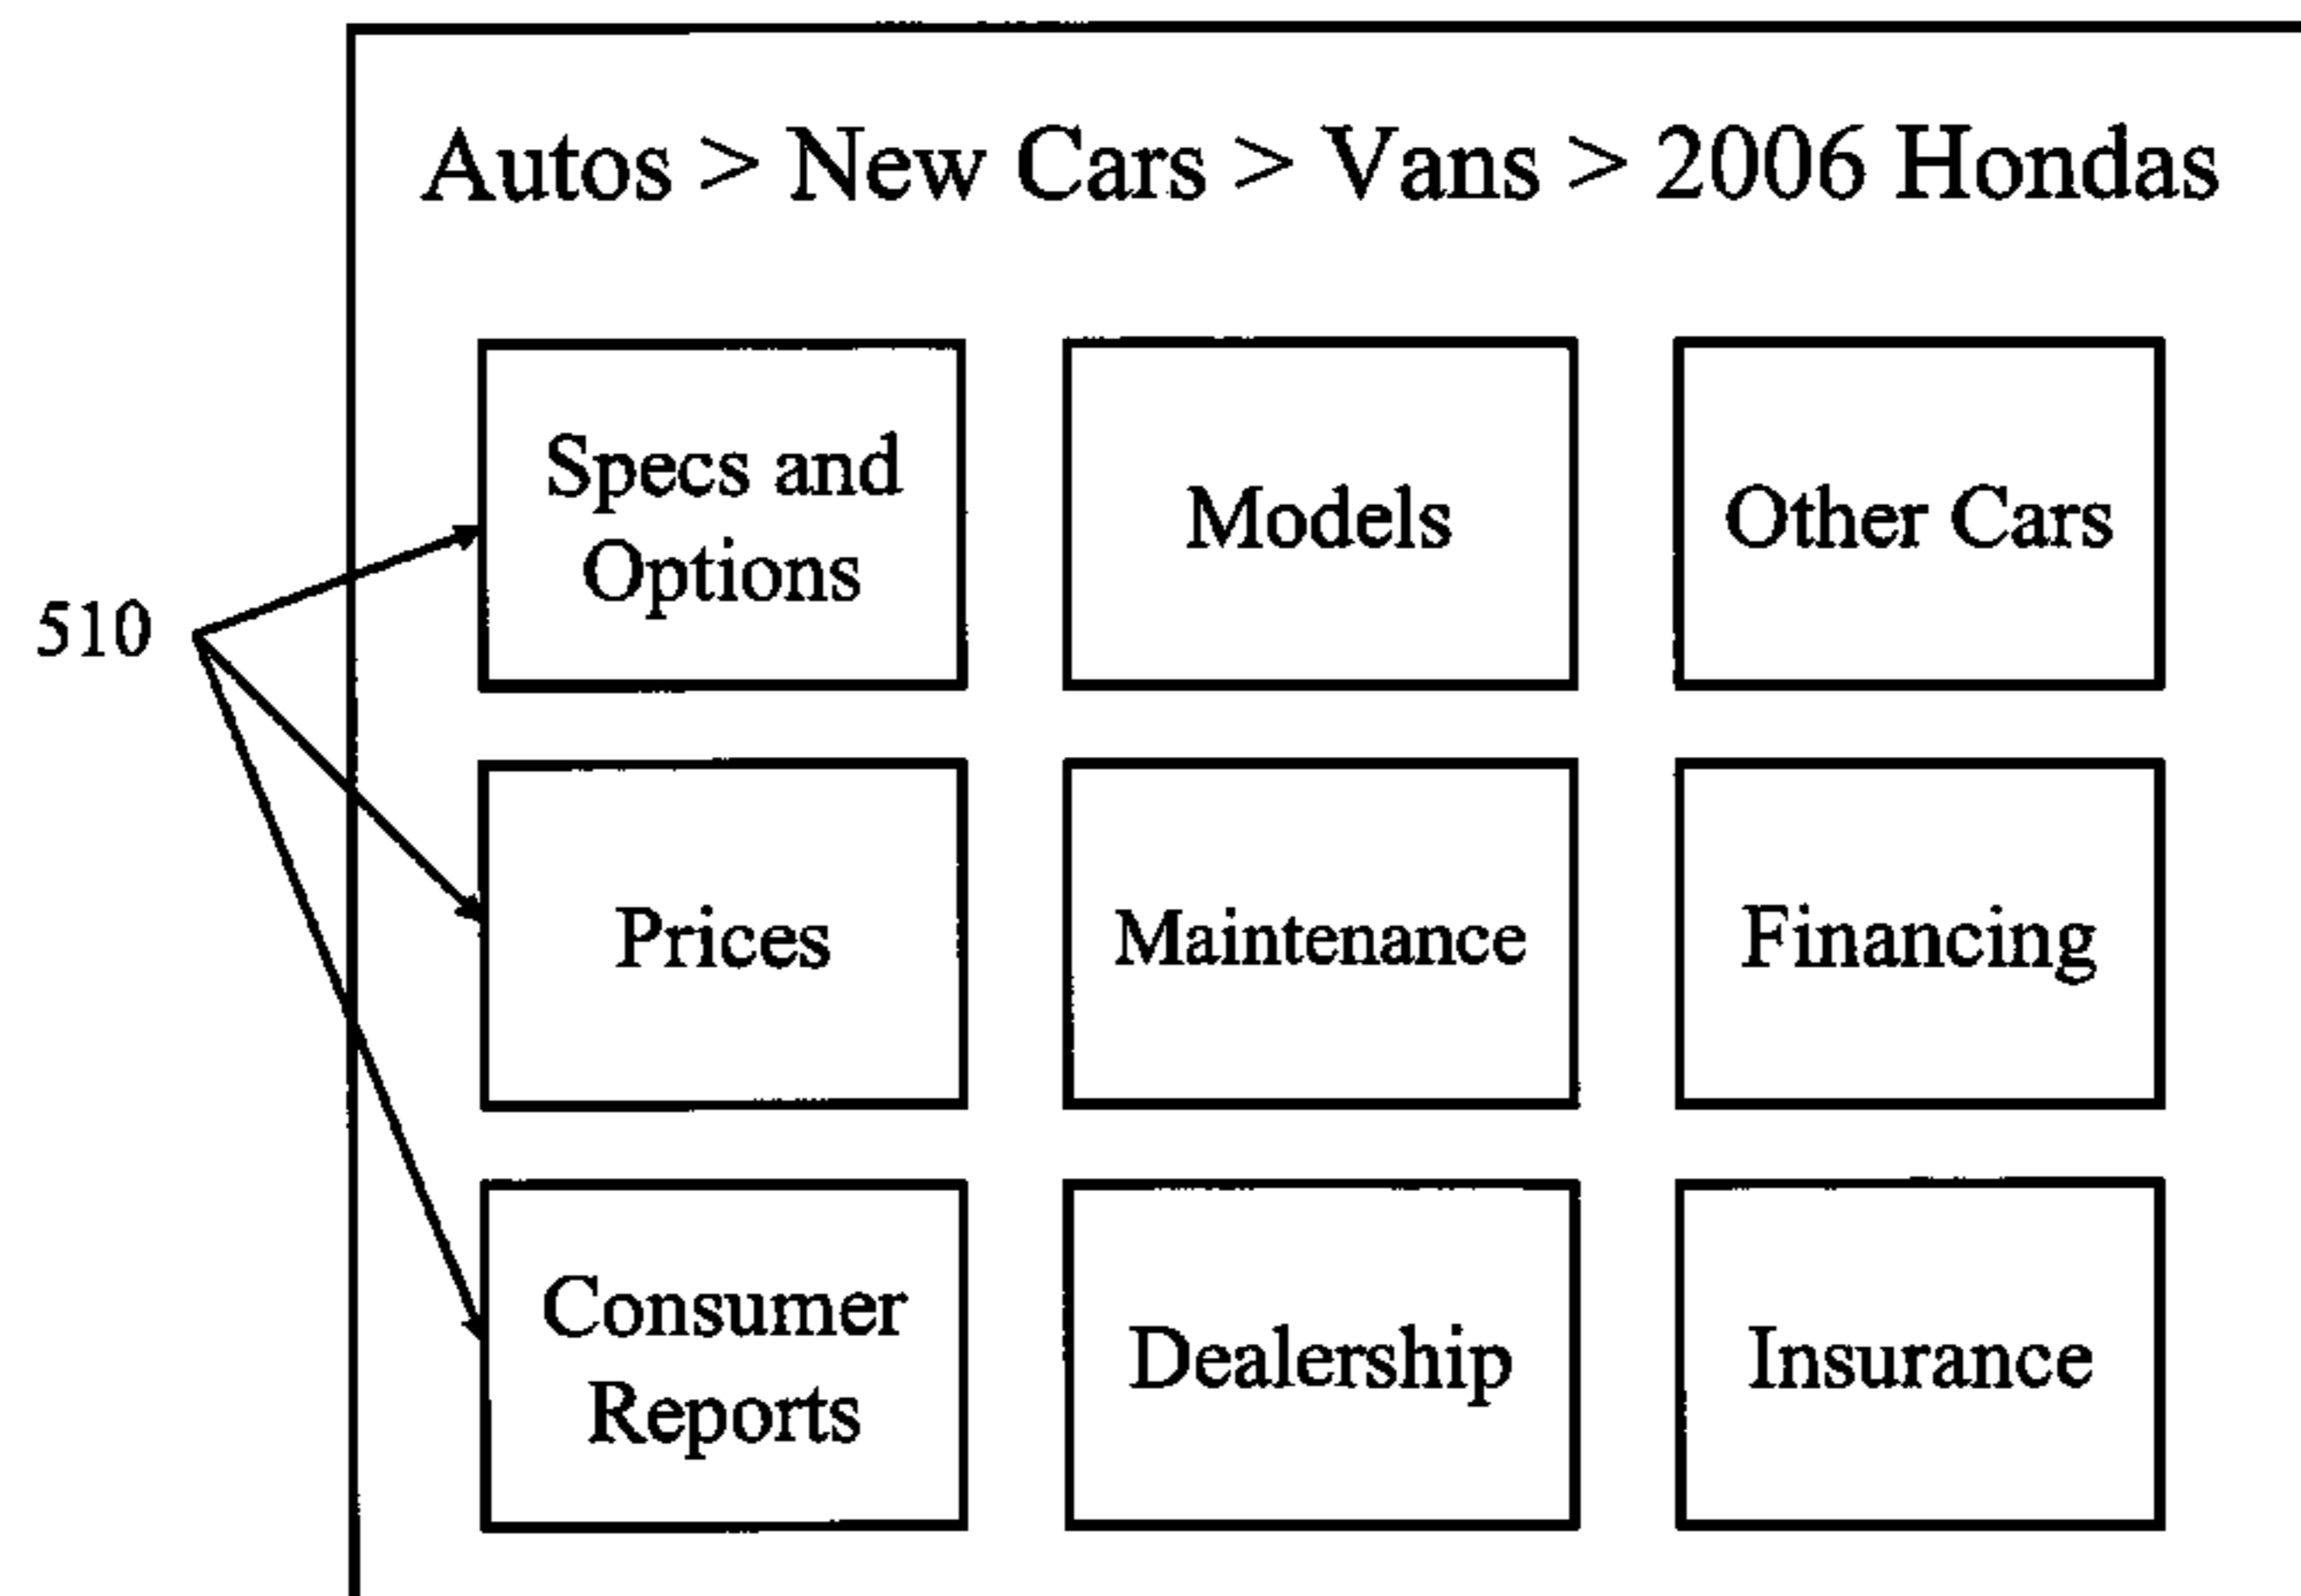 Autos > New Cars > Vans > 2006 Hondas
Specs and
Options
Models
Other Cars
510
Prices
Maintenance
Financing
Consumer
Reports
Dealership
Insurance